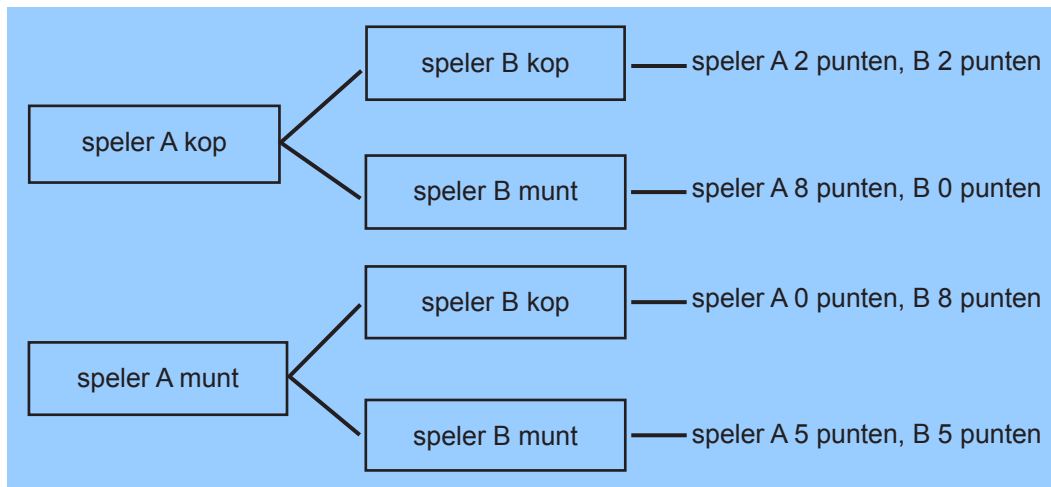 speler B kop
speler A 2 punten, B 2 punten
speler A kop
speler B munt
speler A 8 punten, B 0 punten
speler B kop
speler A 0 punten, B 8 punten
speler A munt
speler B munt
speler A 5 punten, B 5 punten